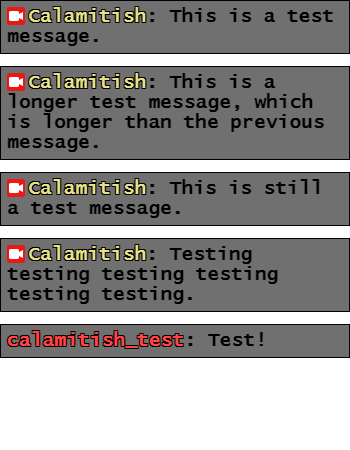 Calamitish: This is a test
message.
Calamitish: This is a
longer test message, which
is longer than the previous
message.
Calamitish: This is still
a test message.
Calamitish: Testing
testing testing testing
testing testing.
calamitish_test: Test!